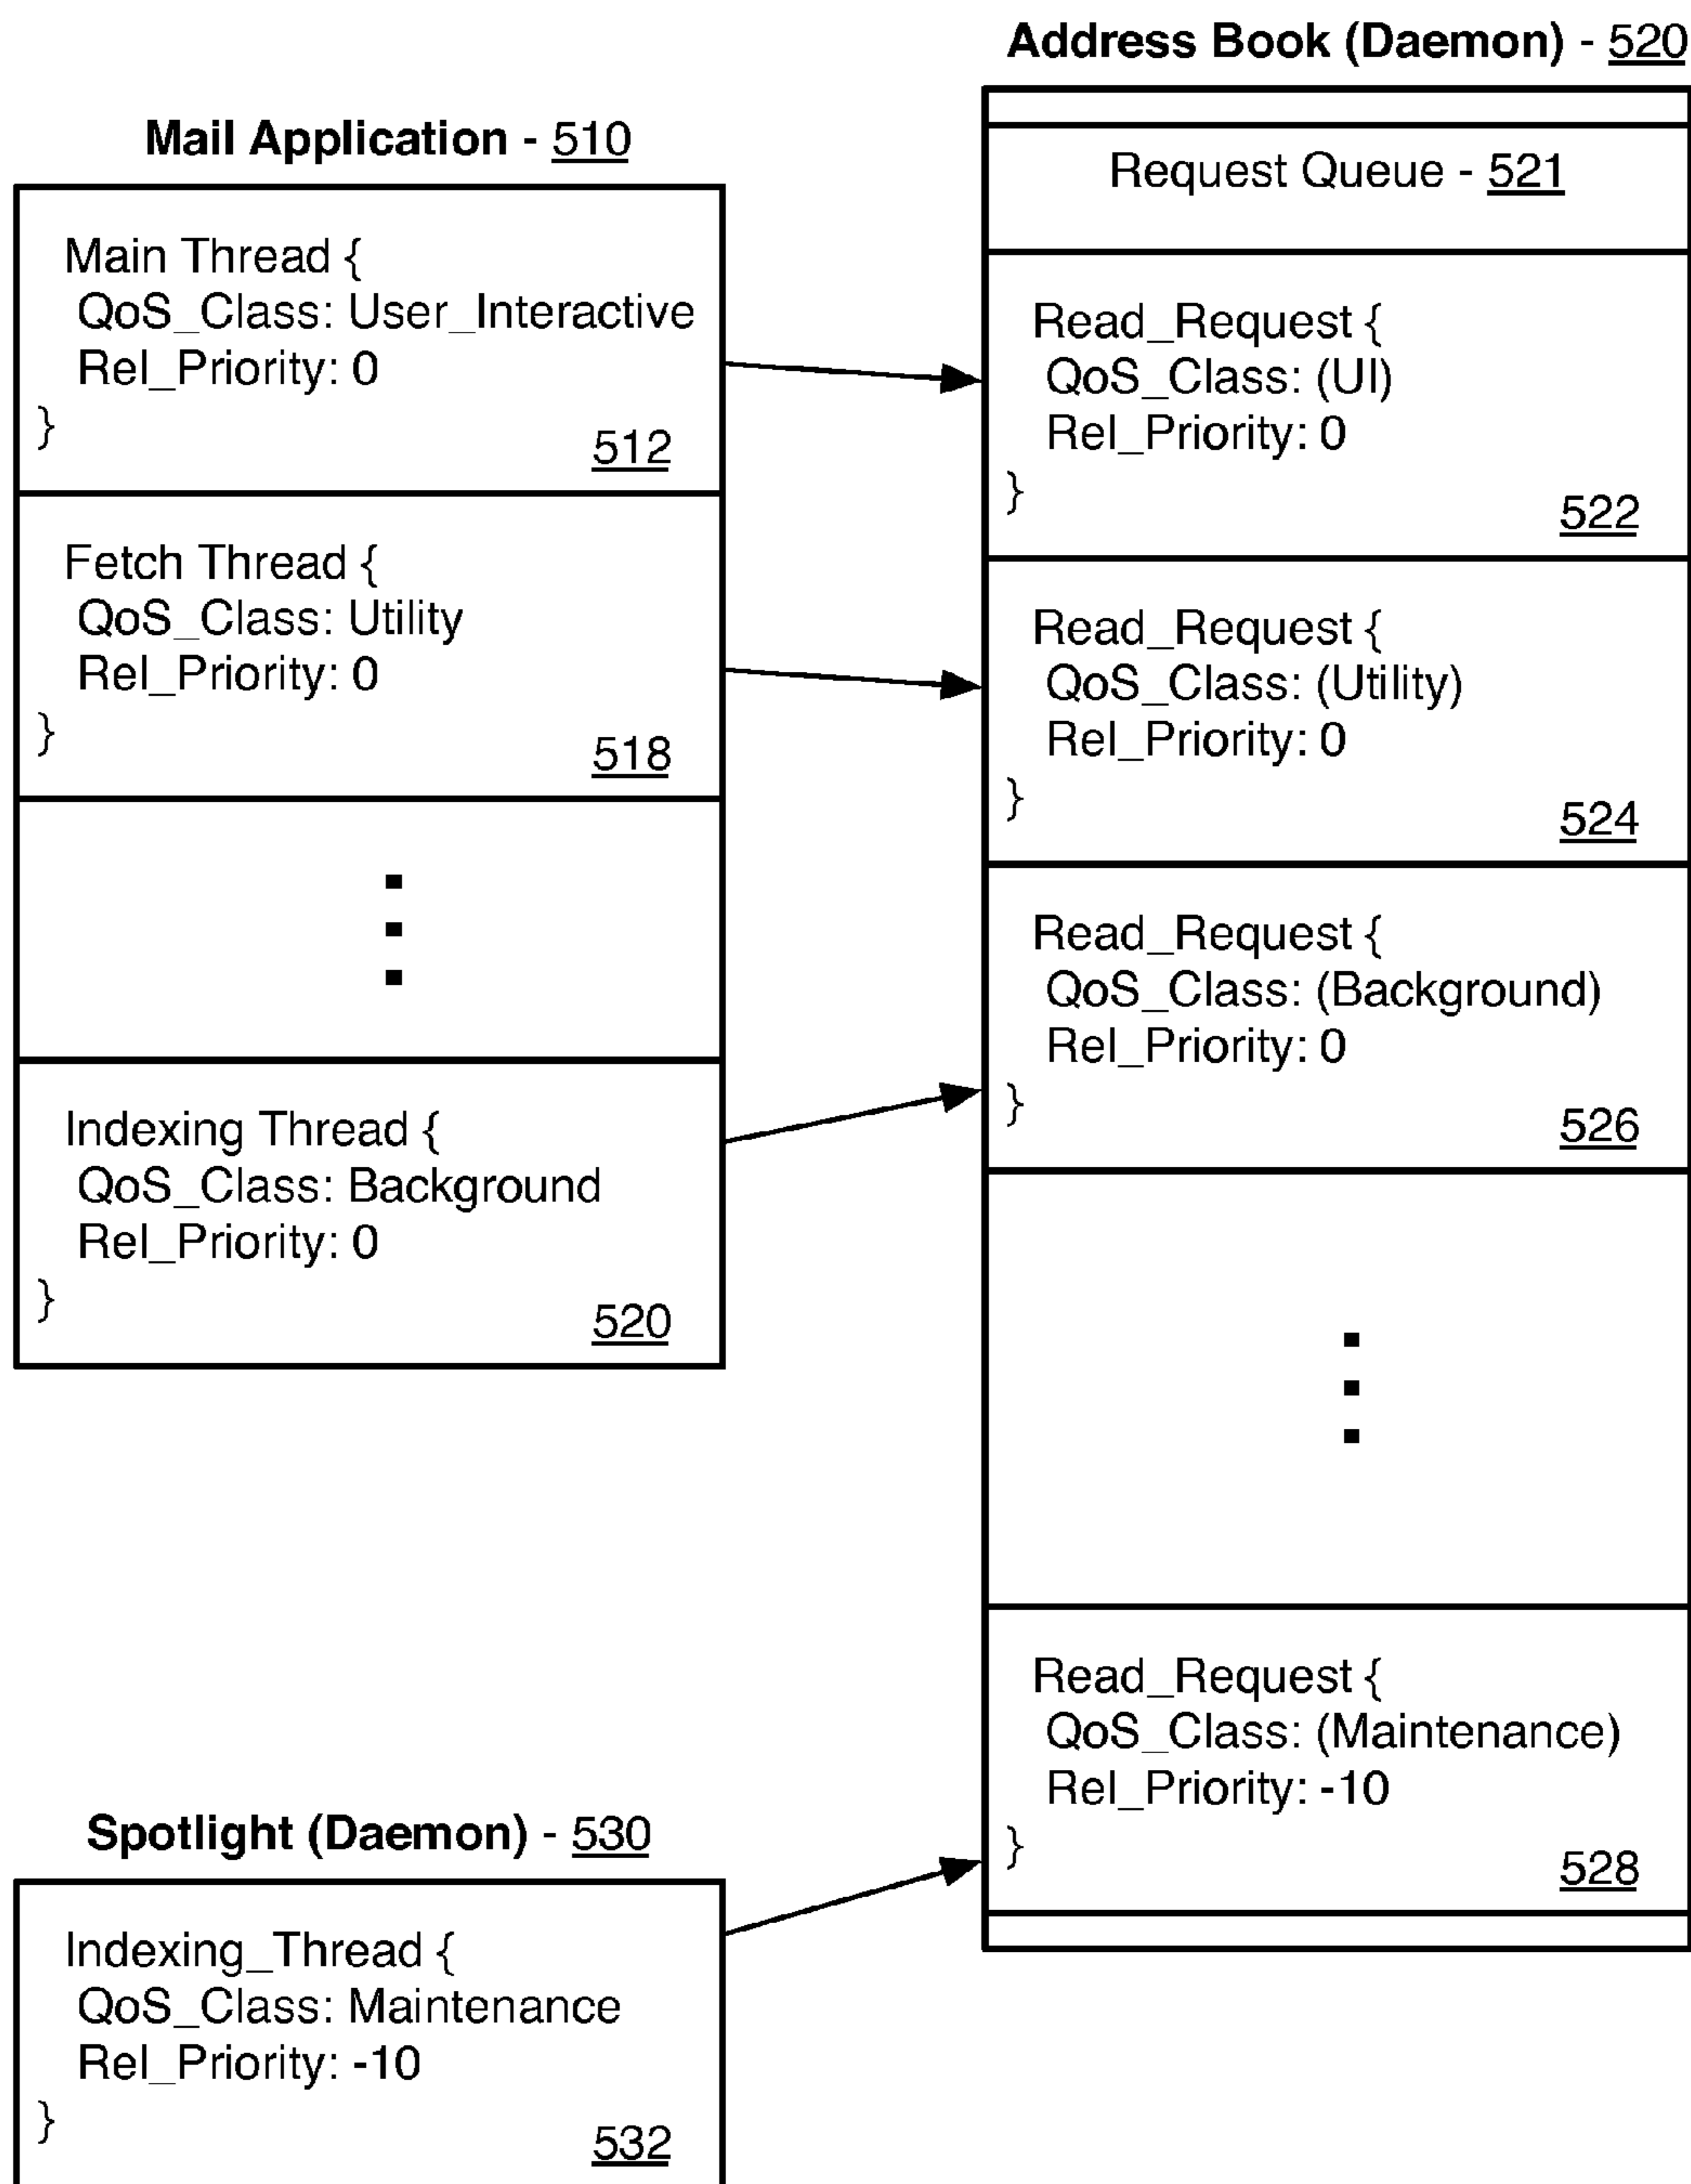 Mail Application - 510
Main Thread {
QoS_Class: User_Interactive
Rel_Priority: 0
}
512
Fetch Thread {
QoS_Class: Utility
Rel_Priority: 0
}
518
Indexing Thread {
QoS_Class: Background
Rel_Priority: 0
}
520
Spotlight (Daemon) - 530
Indexing_Thread {
QoS_Class: Maintenance
Rel_Priority: -10
}
532
Address Book (Daemon) - 520
Request Queue - 521
Read_Request {
QoS_Class: (UI)
Rel_Priority: 0
}
522
Read_Request {
QoS_Class: (Utility)
Rel_Priority: 0
}
524
Read_Request {
QoS_Class: (Background)
Rel_Priority: 0
}
526
Read_Request {
QoS_Class: (Maintenance)
Rel_Priority: -10
}
528